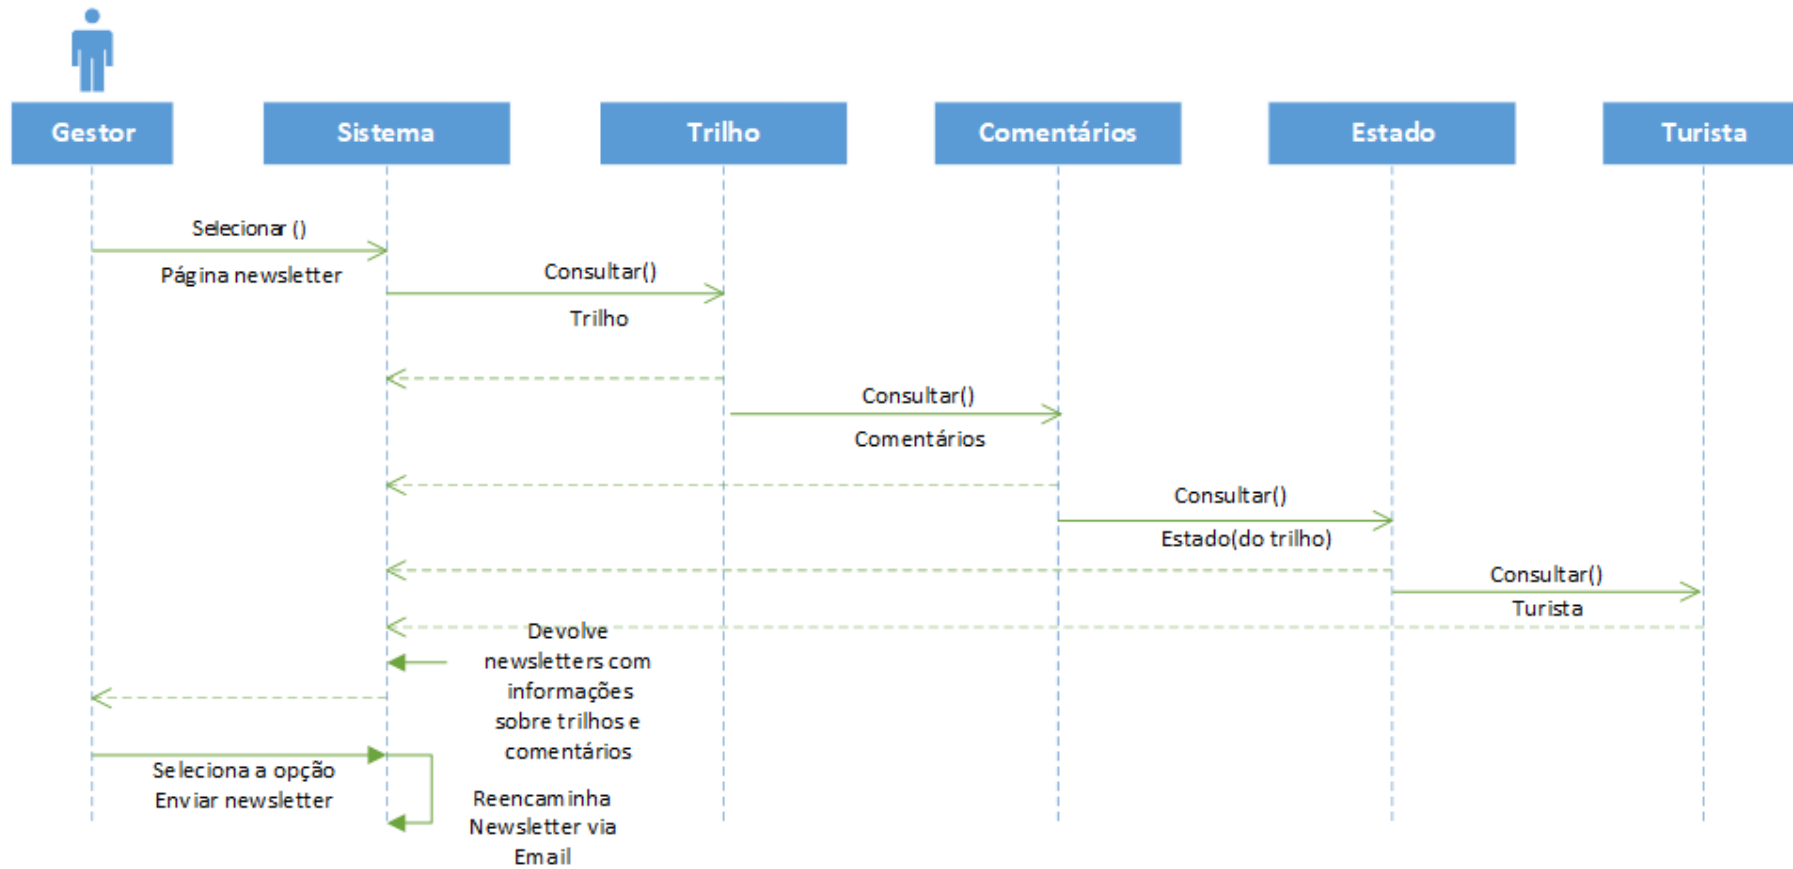 Gestor
Sistema
Trilho
Comentários
Estado
Turista
Selecionar ()
Página newsletter
Consultar()
Trilho
Consultar()
Comentários
Consultar()
Estado(do trilho)
Consultar()
Turista
Devolve
newsletters com
informações
sobre trilhos e
comentários
Seleciona a opção
Enviar newsletter
Reencaminha
Newsletter via
Email